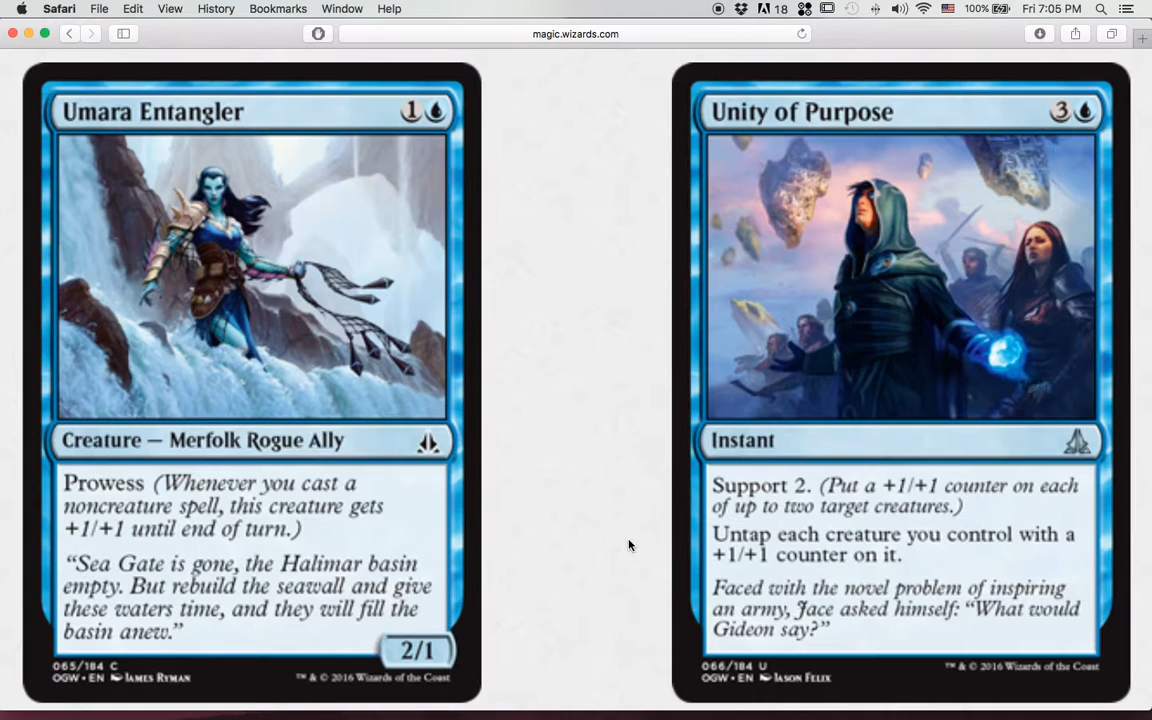 Safari File Edit View History Bookmarks Window Help 18 100% Fri 7:05 PM
magic.wizards.com
Umara Entangler 1
Creature — Merfolk Rogue Ally
Prowess (Whenever you cast a
noncreature spell, this creature gets
+1/+1 until end of turn.)
“Sea Gate is gone, the Halimar basin
empty. But rebuild the seawall and give
these waters time, and they will fill the
basin anew.”
2/1
065/184 C
OGW • EN James Ryman ™ & © 2016 Wizards of the Coast
Unity of Purpose 3
Instant
Support 2. (Put a +1/+1 counter on each
of up to two target creatures.)
Untap each creature you control with a
+1/+1 counter on it.
Faced with the novel problem of inspiring
an army, Jace asked himself: “What would
Gideon say?”
066/184 U
OGW • EN Jason Felix ™ & © 2016 Wizards of the Coast